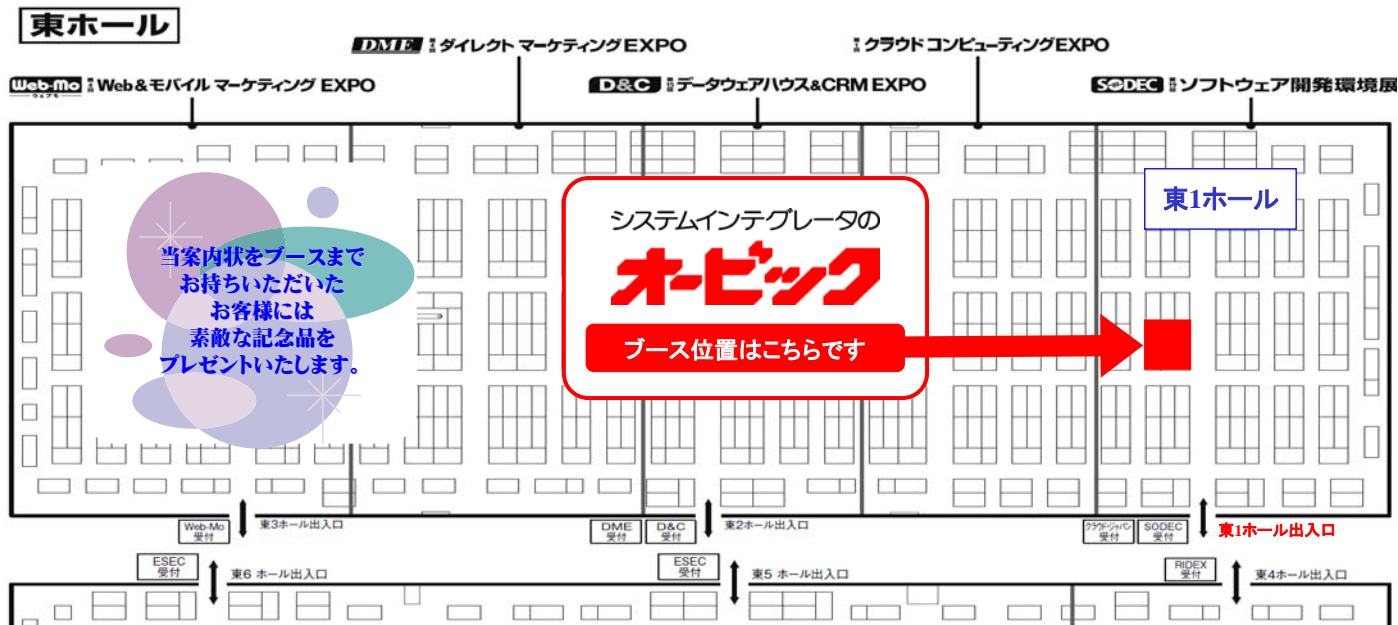 東ホール
DME ダイレクト マーケティングEXPO
クラウド コンピューティングEXPO
Web-Mo Web&モバイル マーケティング EXPO
ウェブモ
D&C データウェアハウス&CRM EXPO
SODEC ソフトウェア開発環境展
東1ホール
システムインテグレータの
オービック
ブース位置はこちらです
当案内状をブースまで
お持ちいただいた
お客様には
素敵な記念品を
プレゼントいたします。
Web-Mo
受付
東3ホール出入口
DME
受付
D&C
受付
東2ホール出入口
クラウド・ジャパン
受付
SODEC
受付
東1ホール出入口
ESEC
受付
東6 ホール出入口
ESEC
受付
東5 ホール出入口
RIDEX
受付
東4ホール出入口